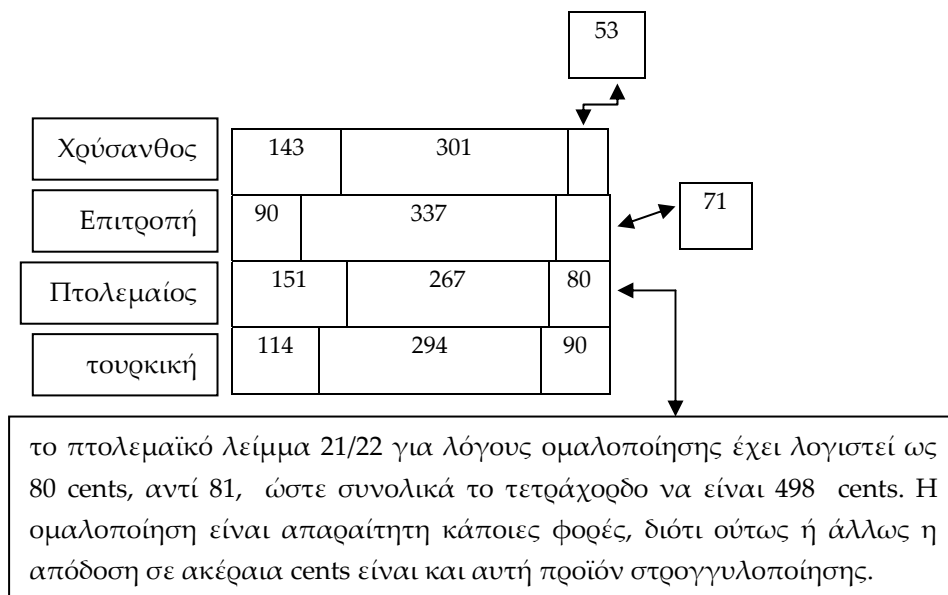 53
Χρύσανθος 143 301
Επιτροπή 90 337 71
Πτολεμαίος 151 267 80
τουρκική 114 294 90
το πτολεμαϊκό λείμμα 21/22 για λόγους ομαλοποίησης έχει λογιστεί ως
80 cents, αντί 81, ώστε συνολικά το τετράχορδο να είναι 498 cents. Η
ομαλοποίηση είναι απαραίτητη κάποιες φορές, διότι ούτως ή άλλως η
απόδοση σε ακέραια cents είναι και αυτή προϊόν στρογγυλοποίησης.